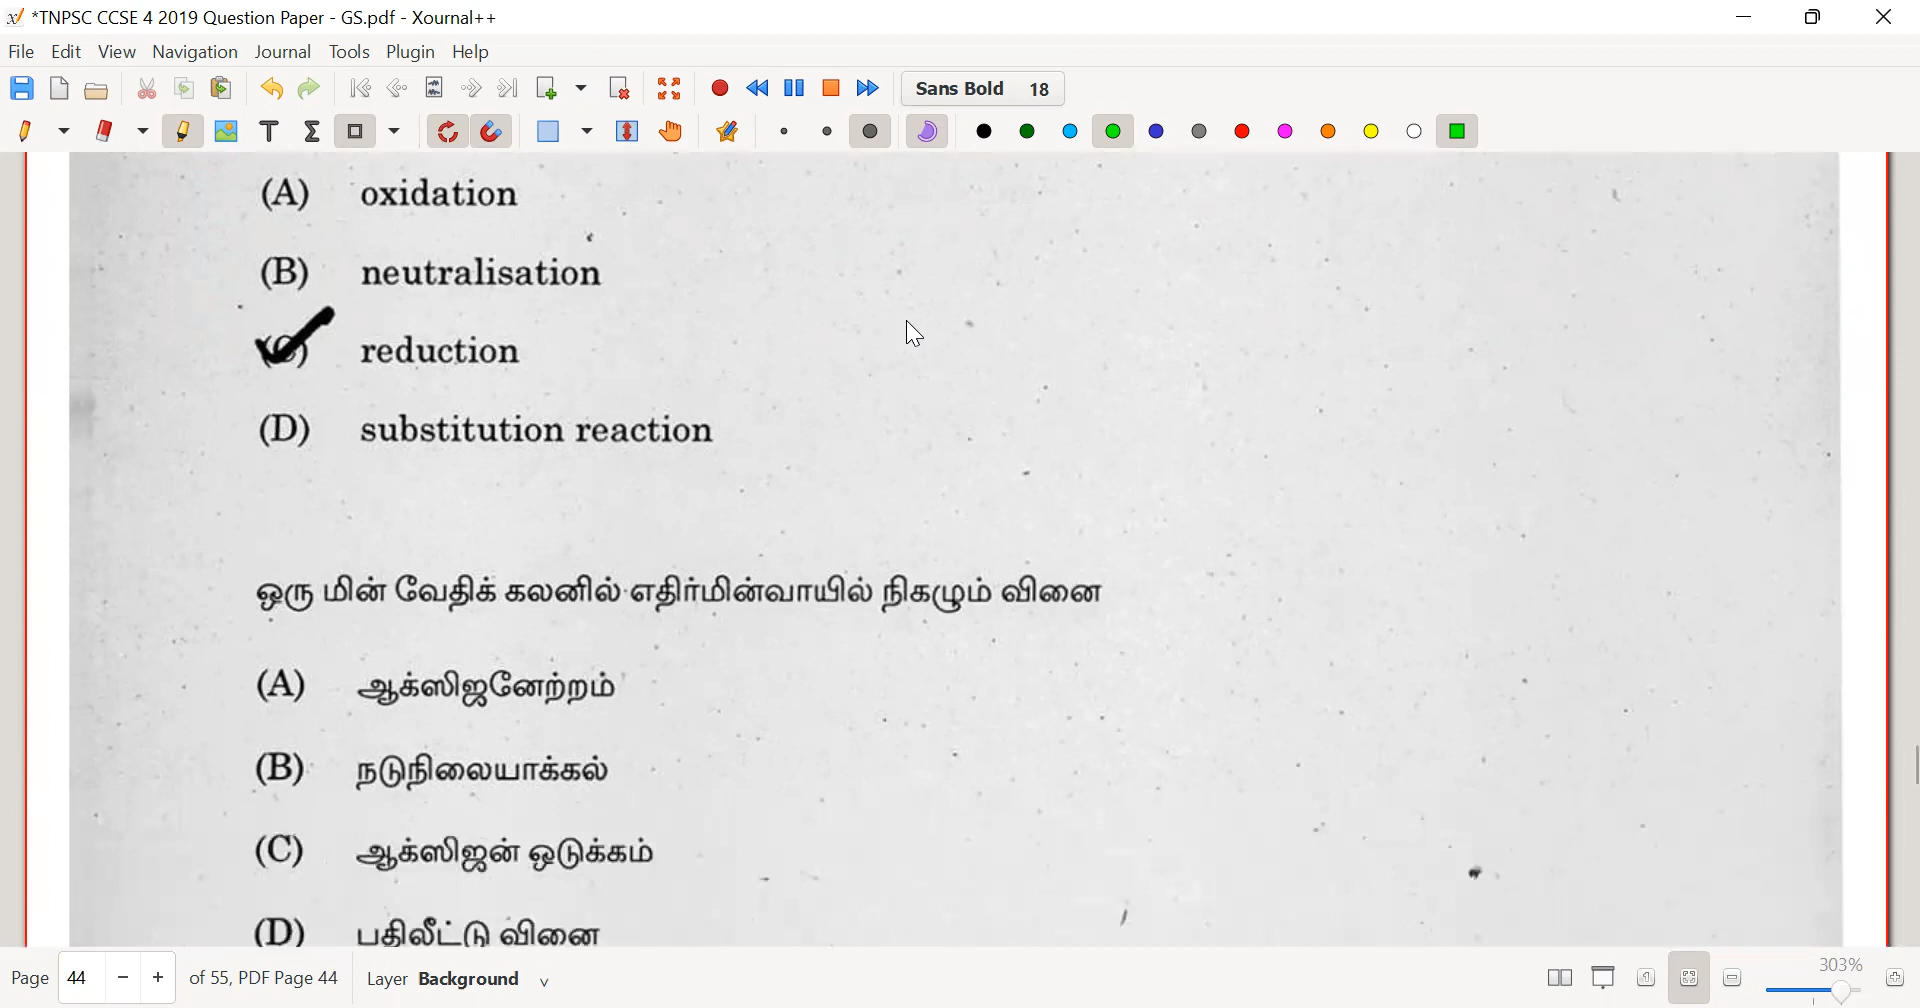 *TNPSC CCSE 4 2019 Question Paper - GS.pdf - Xournal++
File Edit View Navigation Journal Tools Plugin Help
Sans Bold 18
(A) oxidation
(B) neutralisation
(C) reduction
(D) substitution reaction
ஒரு மின் வேதிக் கலனில் எதிர்மின்வாயில் நிகழும் வினை
(A) ஆக்ஸிஜனேற்றம்
(B) நடுநிலையாக்கல்
(C) ஆக்ஸிஜன் ஒடுக்கம்
(D) பதிலீட்டு வினை
Page 44 − + of 55, PDF Page 44 Layer Background 303%